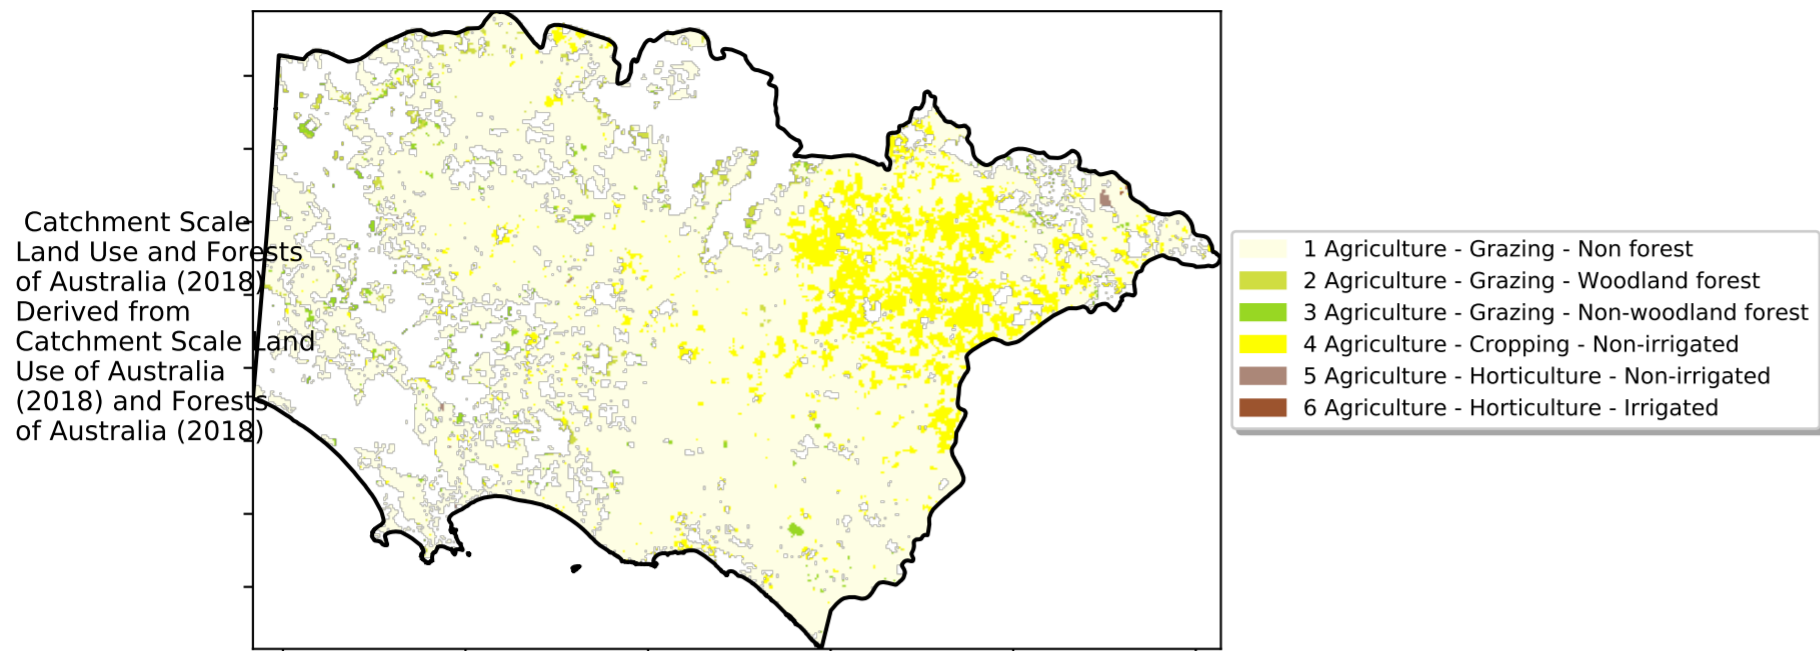 Catchment Scale
Land Use and Forests
of Australia (2018)
Derived from
Catchment Scale Land
Use of Australia
(2018) and Forests
of Australia (2018)
1 Agriculture - Grazing - Non forest
2 Agriculture - Grazing - Woodland forest
3 Agriculture - Grazing - Non-woodland forest
4 Agriculture - Cropping - Non-irrigated
5 Agriculture - Horticulture - Non-irrigated
6 Agriculture - Horticulture - Irrigated